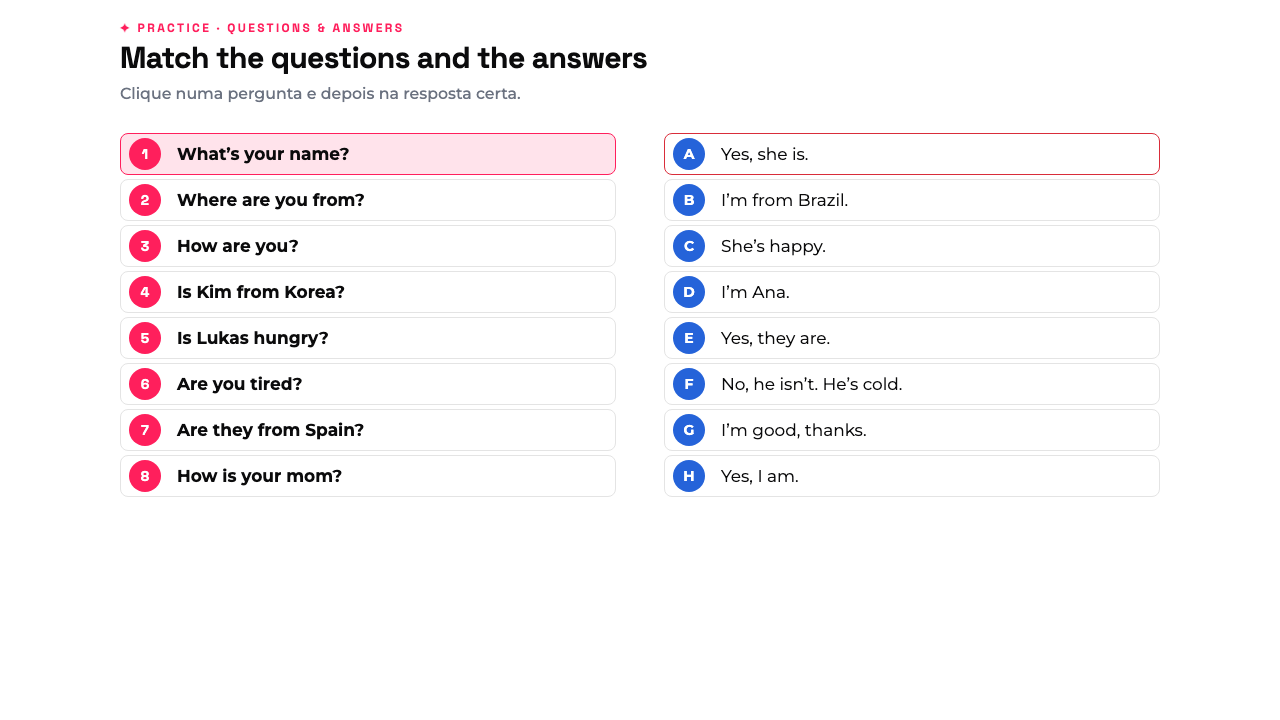 ✦ PRACTICE · QUESTIONS & ANSWERS
Match the questions and the answers
Clique numa pergunta e depois na resposta certa.
1 What’s your name?
A Yes, she is.
2 Where are you from?
B I’m from Brazil.
3 How are you?
C She’s happy.
4 Is Kim from Korea?
D I’m Ana.
5 Is Lukas hungry?
E Yes, they are.
6 Are you tired?
F No, he isn’t. He’s cold.
7 Are they from Spain?
G I’m good, thanks.
8 How is your mom?
H Yes, I am.